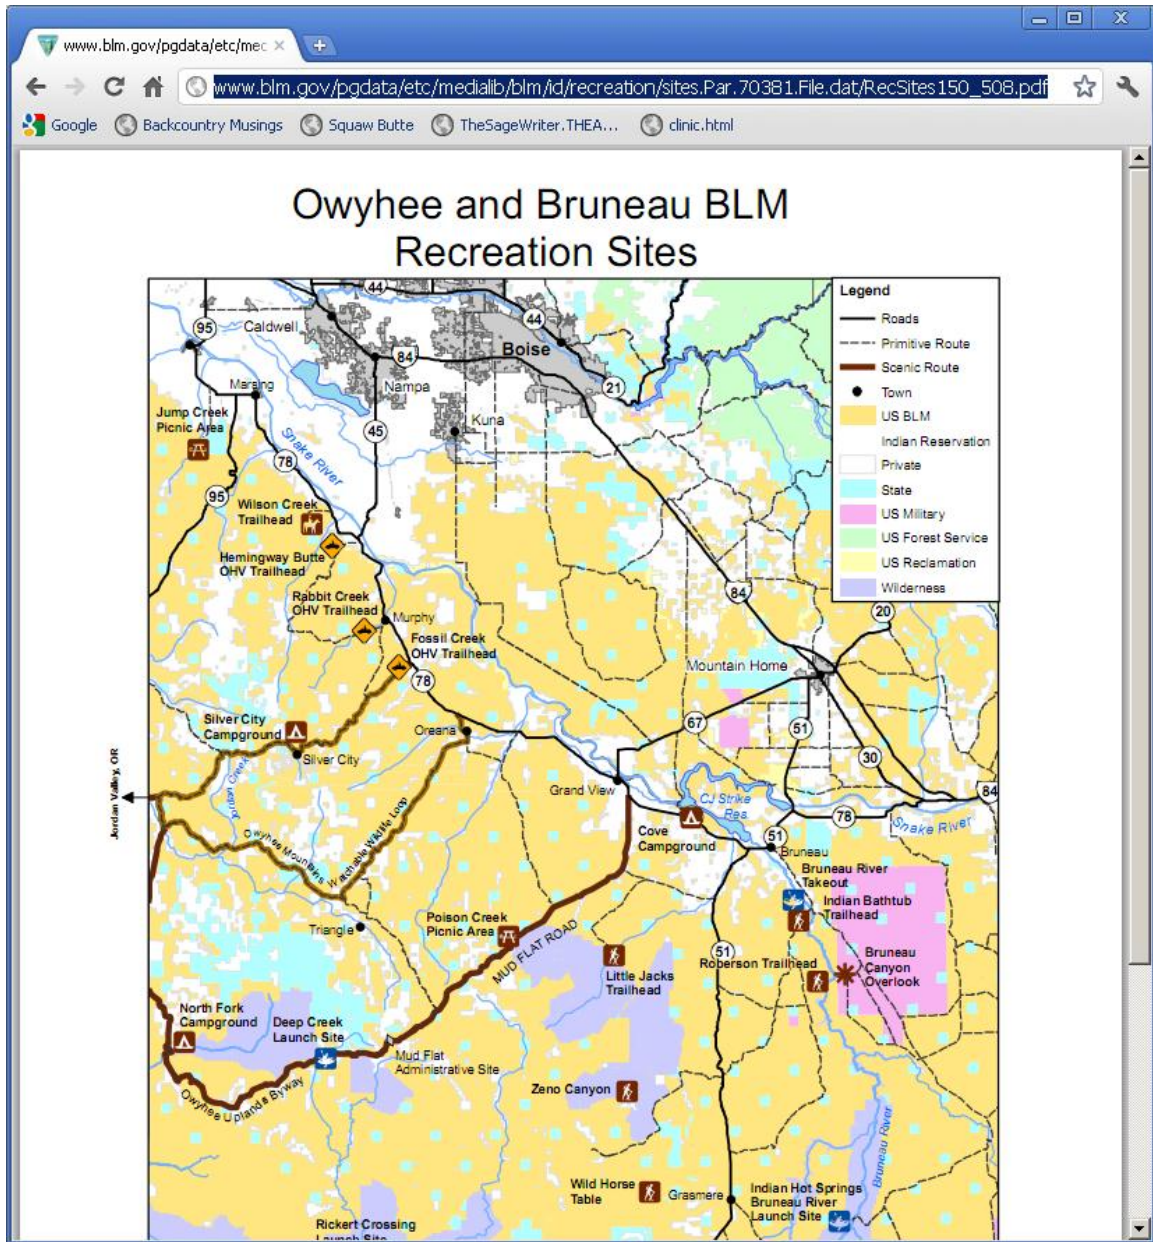 www.blm.gov/pgdata/etc/mec
www.blm.gov/pgdata/etc/medialib/blm/id/recreation/sites.Par.70381.File.dat/RecSites150_508.pdf
Google
Backcountry Musings
Squaw Butte
TheSageWriter.THEA...
clinic.html
Owyhee and Bruneau BLM
Recreation Sites
Legend
Roads
Primitive Route
Scenic Route
Town
US BLM
Indian Reservation
Private
State
US Military
US Forest Service
US Reclamation
Wilderness
44
44
95
Caldwell
84
Boise
21
Nampa
Marsing
Jump Creek
Picnic Area
45
Kuna
Snake River
78
95
Wilson Creek
Trailhead
Hemingway Butte
OHV Trailhead
84
20
Rabbit Creek
OHV Trailhead
Murphy
Fossil Creek
OHV Trailhead
78
Mountain Home
Silver City
Campground
Silver City
Oreana
67
51
30
Jordan Valley, OR
Jordan Creek
Grand View
84
CJ Strike
Res.
78
Snake River
Cove
Campground
51
Bruneau
Owyhee Mountains
Watchable Wildlife Loop
Bruneau River
Takeout
Indian Bathtub
Trailhead
Triangle
Poison Creek
Picnic Area
MUD FLAT ROAD
51
Roberson Trailhead
Bruneau
Canyon
Overlook
Little Jacks
Trailhead
North Fork
Campground
Deep Creek
Launch Site
Mud Flat
Administrative Site
Owyhee Uplands Byway
Zeno Canyon
Bruneau River
Wild Horse
Table
Grasmere
Indian Hot Springs
Bruneau River
Launch Site
Rickert Crossing
Launch Site